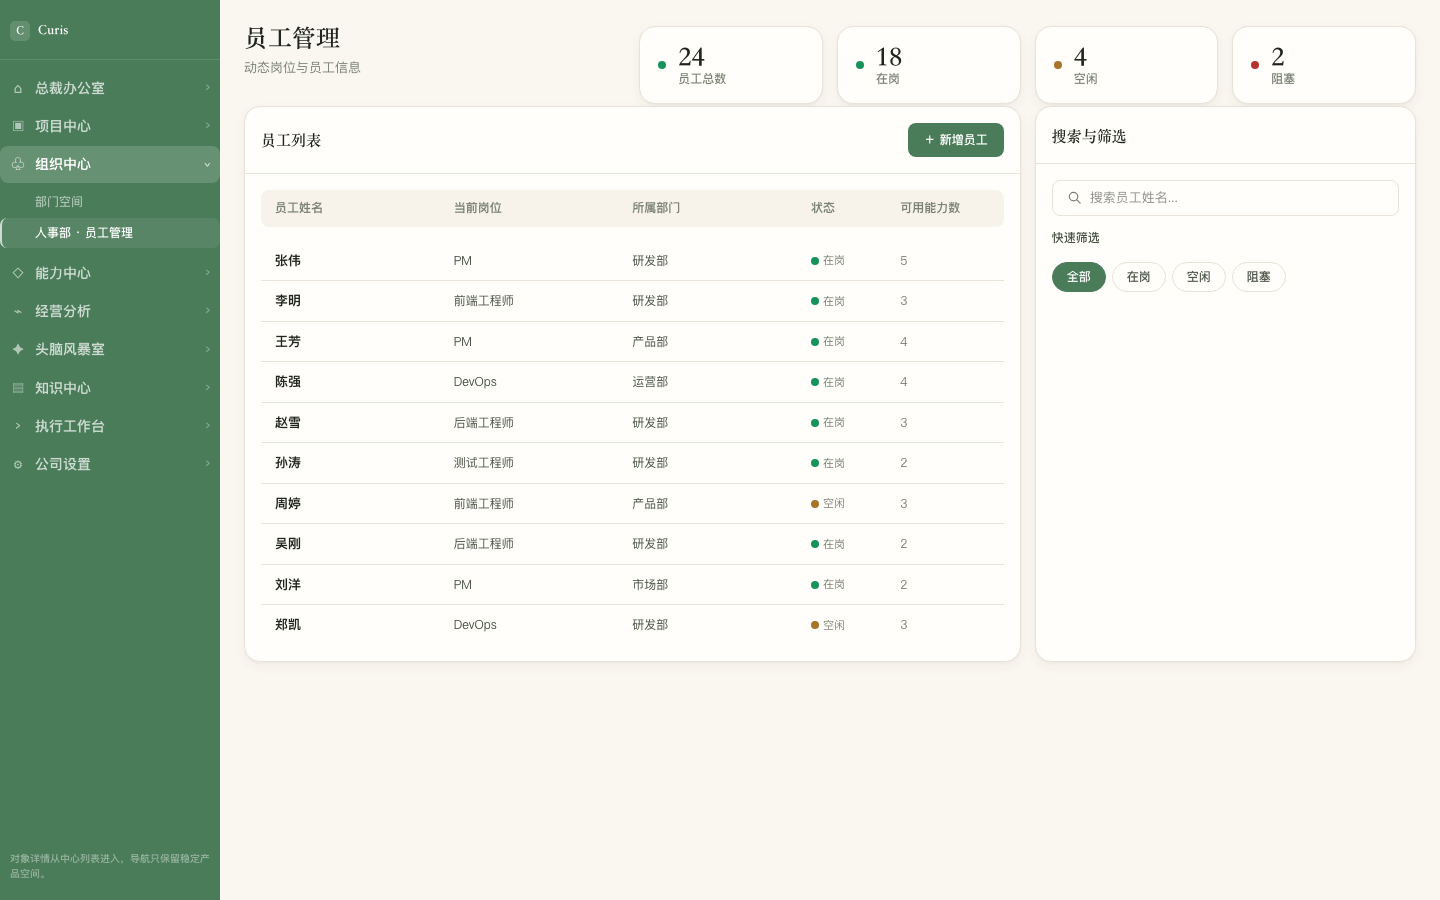 C Curis
总裁办公室
项目中心
组织中心
部门空间
人事部 · 员工管理
能力中心
经营分析
头脑风暴室
知识中心
执行工作台
公司设置
对象详情从中心列表进入，导航只保留稳定产
品空间。
员工管理
动态岗位与员工信息
24
员工总数
18
在岗
4
空闲
2
阻塞
员工列表
+ 新增员工
员工姓名 当前岗位 所属部门 状态 可用能力数
张伟 PM 研发部 在岗 5
李明 前端工程师 研发部 在岗 3
王芳 PM 产品部 在岗 4
陈强 DevOps 运营部 在岗 4
赵雪 后端工程师 研发部 在岗 3
孙涛 测试工程师 研发部 在岗 2
周婷 前端工程师 产品部 空闲 3
吴刚 后端工程师 研发部 在岗 2
刘洋 PM 市场部 在岗 2
郑凯 DevOps 研发部 空闲 3
搜索与筛选
搜索员工姓名...
快速筛选
全部 在岗 空闲 阻塞